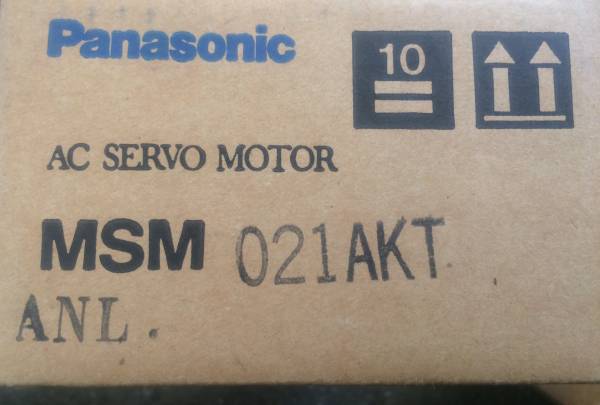 Panasonic
10
AC SERVO MOTOR
MSM 021AKT
ANL.